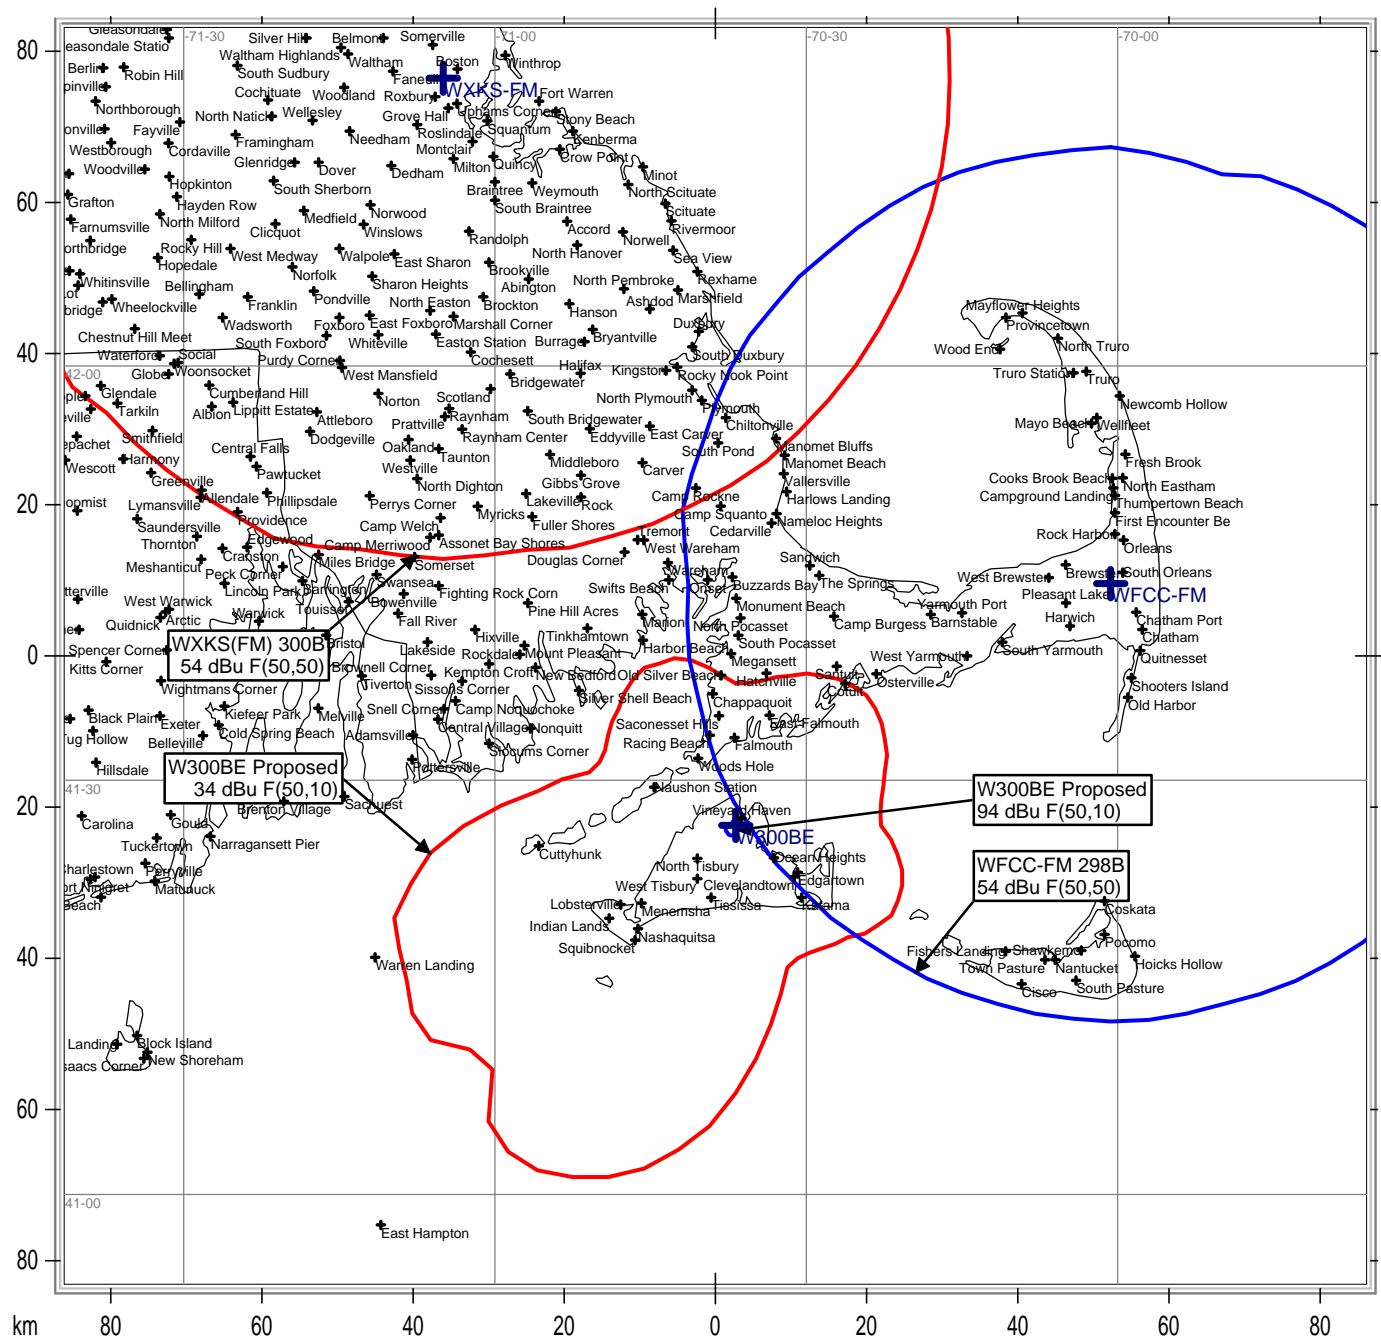 Gleasondale
Silver Hill
Belmont
Somerville
easondale Statio
-71-30
-71-00
-70-30
-70-00
80
Waltham Highlands
Waltham
Boston
Winthrop
Berlin
Robin Hill
South Sudbury
Faneuil
pinville
Cochituate
Woodland
Roxbury
WXKS-FM
Fort Warren
Northborough
North Natick
Wellesley
Grove Hall
Uphams Corner
Stony Beach
onville
Fayville
Framingham
Needham
Roslindale
Squantum
Kenberma
Westborough
Cordaville
Montclair
Crow Point
Woodville
Glenridge
Dover
Dedham
Milton
Quincy
Minot
Hopkinton
South Sherborn
Braintree
Weymouth
North Scituate
60
Grafton
Hayden Row
Medfield
Norwood
South Braintree
Scituate
Farnumsville
North Milford
Clicquot
Winslows
Accord
Rivermoor
orthbridge
Rocky Hill
Randolph
Norwell
Hopedale
West Medway
Walpole
East Sharon
North Hanover
Sea View
Whitinsville
Norfolk
Sharon Heights
Brookville
Abington
North Pembroke
Rexhame
lot
Bellingham
Pondville
Marshfield
bridge
Wheelockville
Franklin
North Easton
Brockton
Hanson
Ashdod
Mayflower Heights
Chestnut Hill Meet
Wadsworth
Foxboro
East Foxboro
Marshall Corner
Duxbury
Provincetown
South Foxboro
Whiteville
Easton Station
Burrage
Bryantville
North Truro
40
Waterford
Social
Purdy Corner
Cochesett
South Duxbury
Wood End
Globe
Woonsocket
Halifax
Kingston
Rocky Nook Point
Truro Station
Truro
42-00
West Mansfield
Bridgewater
Glendale
Cumberland Hill
Norton
Scotland
North Plymouth
Plymouth
Newcomb Hollow
eville
Tarkiln
Albion
Lippitt Estate
Attleboro
Prattville
Raynham
South Bridgewater
Chiltonville
Mayo Beach
Wellfleet
epachet
Smithfield
Dodgeville
Raynham Center
Eddyville
East Carver
Central Falls
Oakland
Taunton
South Pond
Manomet Bluffs
Wescott
Harmony
Pawtucket
Westville
Middleboro
Carver
Manomet Beach
Fresh Brook
Greenville
North Dighton
Gibbs Grove
Vallersville
Cooks Brook Beach
North Eastham
oomist
Allendale
Phillipsdale
Perrys Corner
Lakeville
Rock
Camp Rockne
Harlows Landing
Campground Landing
Thumpertown Beach
20
Lymansville
Providence
Myricks
Fuller Shores
Camp Squanto
Nameloc Heights
First Encounter Be
Saundersville
Camp Welch
Tremont
Cedarville
Rock Harbor
Thornton
Edgewood
Camp Merriwood
Assonet Bay Shores
West Wareham
Orleans
Cranston
Miles Bridge
Somerset
Douglas Corner
Sandwich
Meshanticut
Peck Corner
Swansea
Wareham
West Brewster
Brewster
South Orleans
Lincoln Park
Barrington
Fighting Rock Corn
Swifts Beach
Onset
Buzzards Bay
The Springs
Pleasant Lake
WFCC-FM
tterville
West Warwick
Touisset
Bowenville
Pine Hill Acres
Monument Beach
Yarmouth Port
Arctic
Warwick
Fall River
Marion
North Pocasset
Camp Burgess
Barnstable
Harwich
Chatham Port
Quidnick
Hixville
Tinkhamtown
South Pocasset
Chatham
WXKS(FM) 300B
54 dBu F(50,50)
Bristol
Lakeside
0
Spencer Corner
Rockdale
Mount Pleasant
Harbor Beach
Megansett
West Yarmouth
South Yarmouth
Quitnesset
Kitts Corner
Brownell Corner
Kempton Croft
New Bedford
Old Silver Beach
Hatchville
Santuit
Osterville
Wightmans Corner
Tiverton
Sissons Corner
Silver Shell Beach
Cotuit
Shooters Island
Chappaquoit
Old Harbor
Black Plain
Exeter
Kiefeer Park
Melville
Snell Corner
Camp Noquochoke
Central Village
Nonquitt
Saconesset Hills
East Falmouth
Tug Hollow
Belleville
Cold Spring Beach
Adamsville
Slocums Corner
Racing Beach
Falmouth
Hillsdale
Pottersville
Woods Hole
W300BE Proposed
34 dBu F(50,10)
41-30
Naushon Station
W300BE Proposed
94 dBu F(50,10)
20
Brenton Village
Sachuest
Vineyard Haven
Carolina
Gould
W300BE
Tuckertown
Narragansett Pier
Cuttyhunk
Charlestown
Perryville
North Tisbury
Ocean Heights
WFCC-FM 298B
54 dBu F(50,50)
ort Ninigret
Matunuck
West Tisbury
Clevelandtown
Edgartown
Beach
Lobsterville
Menemsha
Tississa
Katama
Coskata
Indian Lands
Nashaquitsa
Squibnocket
Pocomo
40
Warren Landing
Fishers Landing
Shawkemo
Hoicks Hollow
Town Pasture
Nantucket
Cisco
South Pasture
Landing
Block Island
saacs Corner
New Shoreham
60
41-00
East Hampton
80
km
80
60
40
20
0
20
40
60
80